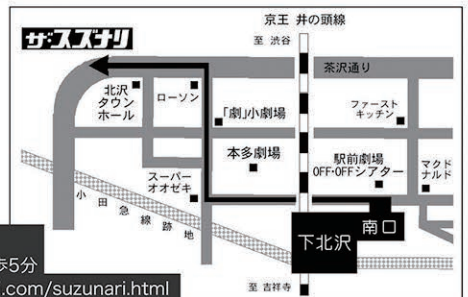 京王 井の頭線
至 渋谷
ザ・スズナリ
茶沢通り
北沢
タウン
ホール
ローソン
「劇」小劇場
ファースト
キッチン
本多劇場
駅前劇場
OFF・OFFシアター
マクド
ナルド
スーパー
オオゼキ
小田急線跡地
南口
下北沢
歩5分
.com/suzunari.html
至 吉祥寺